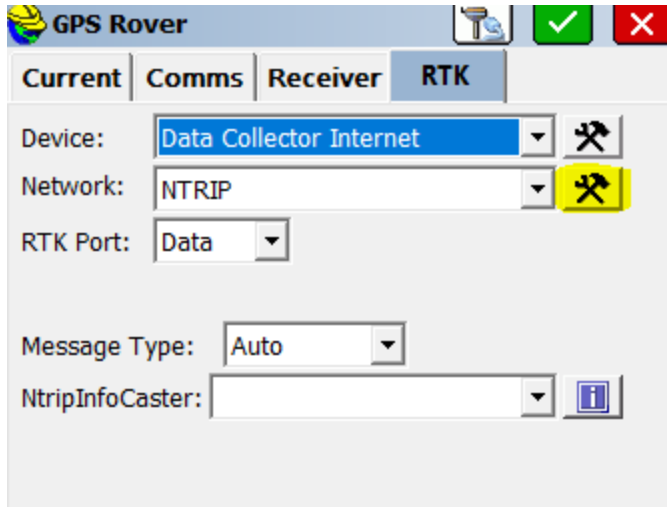 GPS Rover
Current Comms Receiver RTK
Device: Data Collector Internet
Network: NTRIP
RTK Port: Data
Message Type: Auto
NtripInfoCaster: